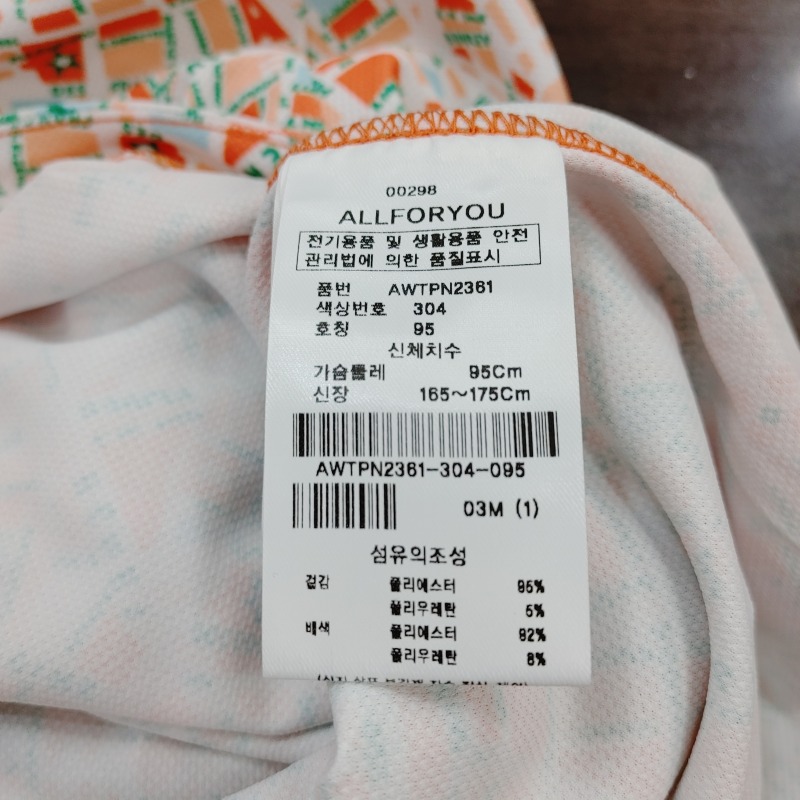 00298
ALLFORYOU
전기용품 및 생활용품 안전
관리법에 의한 품질표시
품번 AWTPN2361
색상번호 304
호칭 95
신체치수
가슴둘레 95Cm
신장 165~175Cm
AWTPN2361-304-095
03M (1)
섬유의조성
겉감 폴리에스터 95%
폴리우레탄 5%
배색 폴리에스터 92%
폴리우레탄 8%